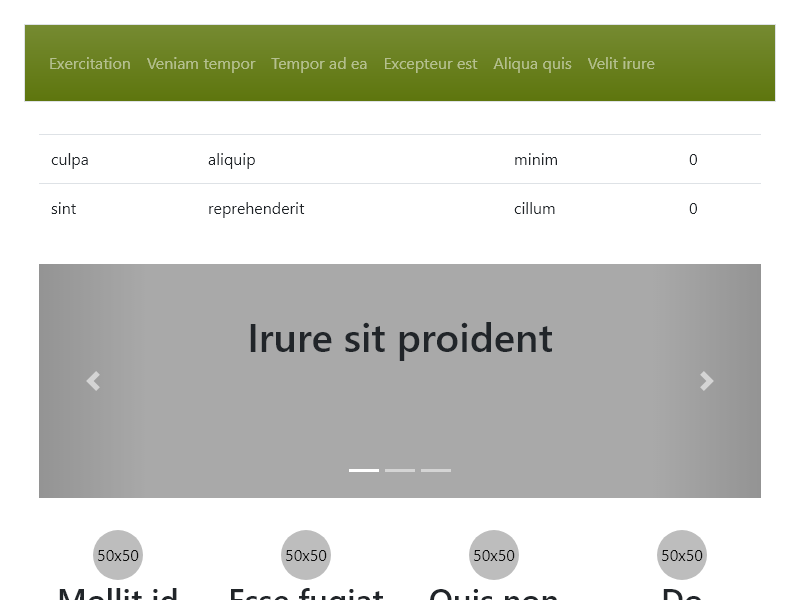 Exercitation Veniam tempor Tempor ad ea Excepteur est Aliqua quis Velit irure
culpa aliquip minim 0
sint reprehenderit cillum 0
Irure sit proident
50x50 50x50 50x50 50x50
Mollit id Esse fugiat Quis non Do